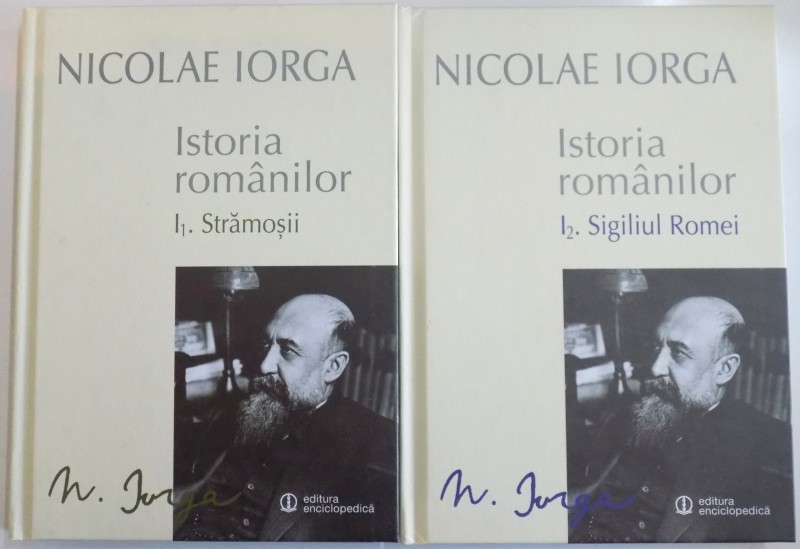 NICOLAE IORGA
Istoria
românilor
I1. Strămoșii
N. Iorga
editura
enciclopedică
NICOLAE IORGA
Istoria
românilor
I2. Sigiliul Romei
N. Iorga
editura
enciclopedică